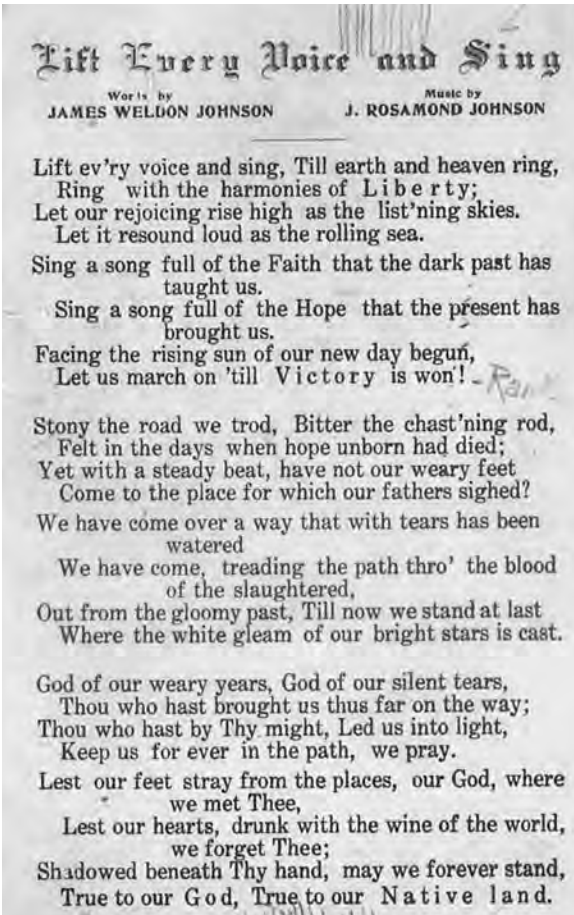 Lift Every Voice and Sing
Words by
JAMES WELDON JOHNSON
Music by
J. ROSAMOND JOHNSON
Lift ev'ry voice and sing, Till earth and heaven ring,
Ring with the harmonies of Liberty;
Let our rejoicing rise high as the list'ning skies.
Let it resound loud as the rolling sea.
Sing a song full of the Faith that the dark past has
taught us.
Sing a song full of the Hope that the present has
brought us.
Facing the rising sun of our new day begun,
Let us march on 'till Victory is won!
Stony the road we trod, Bitter the chast'ning rod,
Felt in the days when hope unborn had died;
Yet with a steady beat, have not our weary feet
Come to the place for which our fathers sighed?
We have come over a way that with tears has been
watered
We have come, treading the path thro' the blood
of the slaughtered,
Out from the gloomy past, Till now we stand at last
Where the white gleam of our bright stars is cast.
God of our weary years, God of our silent tears,
Thou who hast brought us thus far on the way;
Thou who hast by Thy might, Led us into light,
Keep us for ever in the path, we pray.
Lest our feet stray from the places, our God, where
we met Thee,
Lest our hearts, drunk with the wine of the world,
we forget Thee;
Shadowed beneath Thy hand, may we forever stand,
True to our God, True to our Native land.